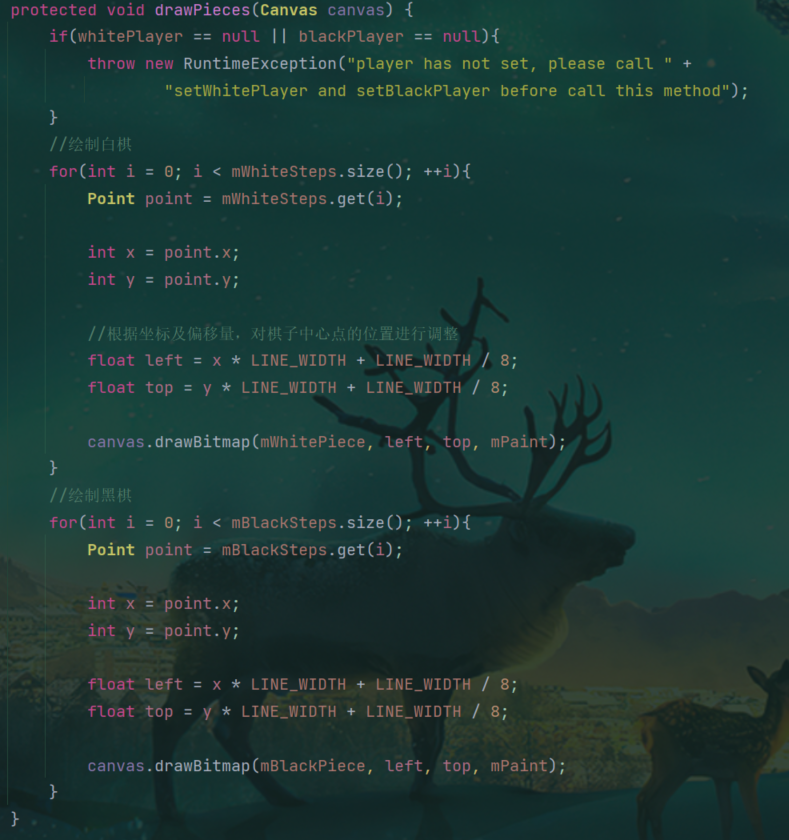 protected void drawPieces(Canvas canvas) {
    if(whitePlayer == null || blackPlayer == null){
        throw new RuntimeException("player has not set, please call " +
                "setWhitePlayer and setBlackPlayer before call this method");
    }
    //绘制白棋
    for(int i = 0; i < mWhiteSteps.size(); ++i){
        Point point = mWhiteSteps.get(i);
        int x = point.x;
        int y = point.y;
        //根据坐标及偏移量，对棋子中心点的位置进行调整
        float left = x * LINE_WIDTH + LINE_WIDTH / 8;
        float top = y * LINE_WIDTH + LINE_WIDTH / 8;
        canvas.drawBitmap(mWhitPiece, left, top, mPaint);
    }
    //绘制黑棋
    for(int i = 0; i < mBlackSteps.size(); ++i){
        Point point = mBlackSteps.get(i);
        int x = point.x;
        int y = point.y;
        float left = x * LINE_WIDTH + LINE_WIDTH / 8;
        float top = y * LINE_WIDTH + LINE_WIDTH / 8;
        canvas.drawBitmap(mBlackPiece, left, top, mPaint);
    }
}